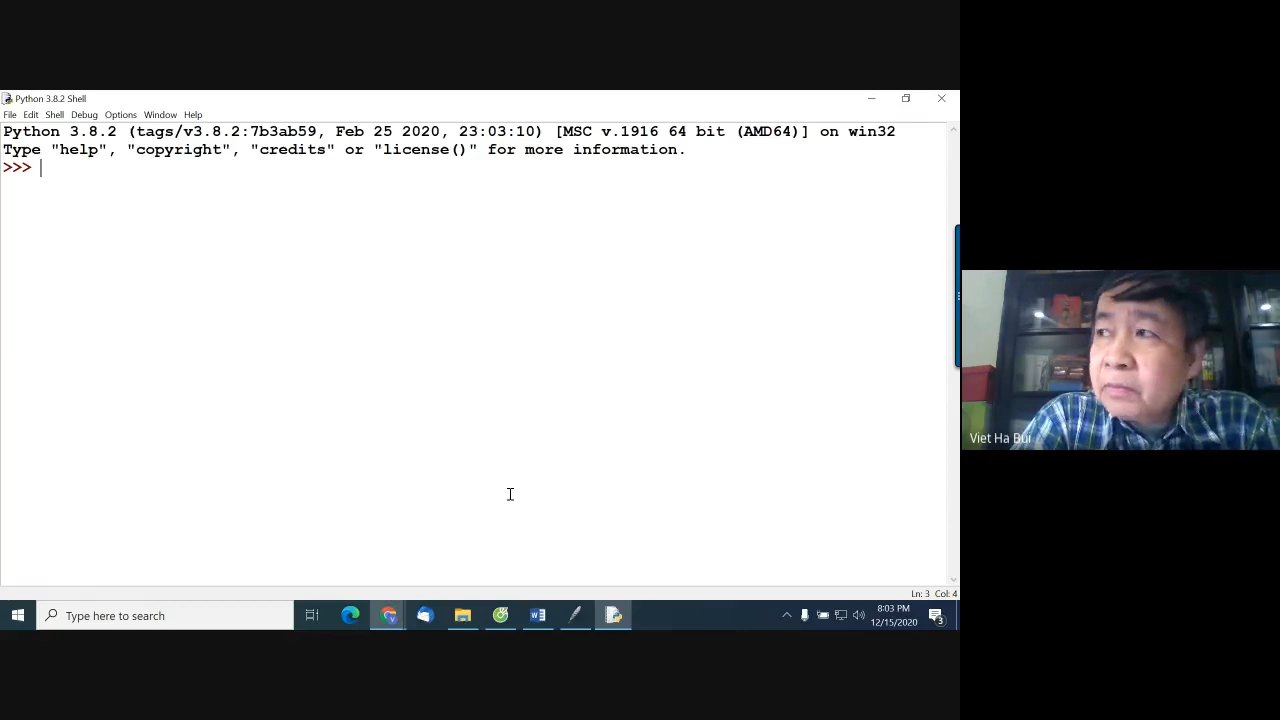 Python 3.8.2 Shell
File Edit Shell Debug Options Window Help
Python 3.8.2 (tags/v3.8.2:7b3ab59, Feb 25 2020, 23:03:10) [MSC v.1916 64 bit (AMD64)] on win32
Type "help", "copyright", "credits" or "license()" for more information.
>>>
Viet Ha Bui
Ln: 3 Col: 4
Type here to search
8:03 PM
12/15/2020
3